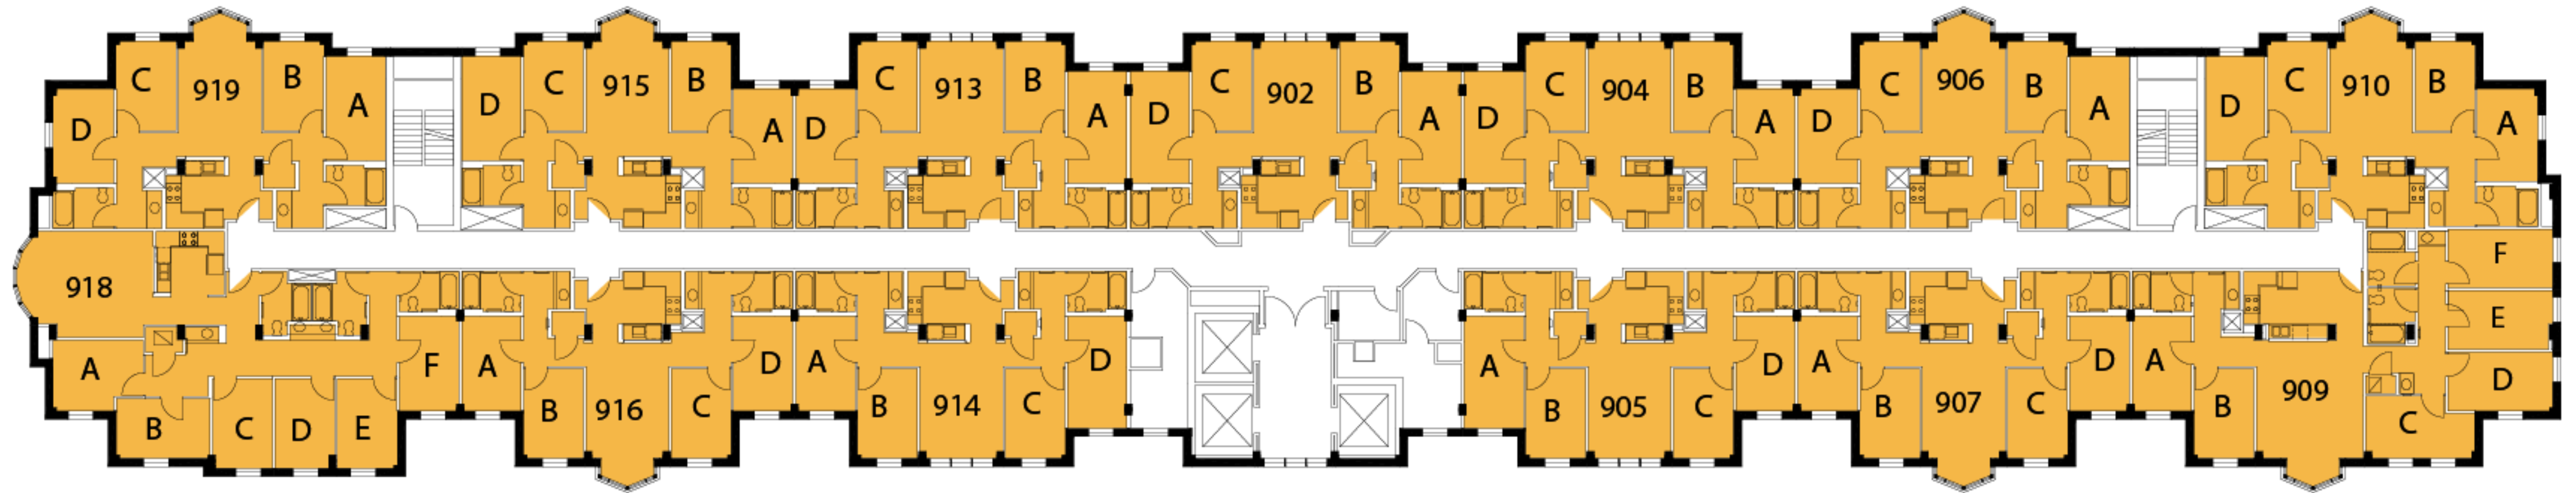 D C 919 B A
D C 915 B A
D C 913 B A
D C 902 B A
D C 904 B A
D C 906 B A
D C 910 B A
918
A B C D E F
A B 916 C D
A B 914 C D
A B 905 C D
A B 907 C D
A B 909 C D E F